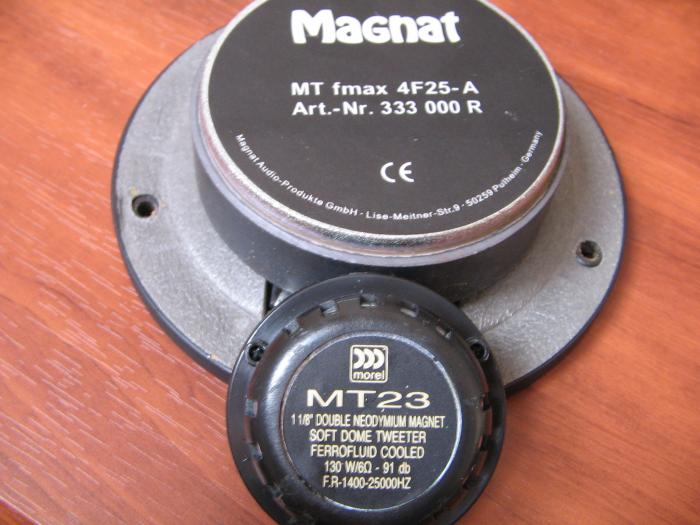 Magnat
MT fmax 4F25-A
Art.-Nr. 333 000 R
CE
Magnat Audio-Produkte GmbH - Lise-Meitner-Str.9 - 50259 Pulheim - Germany
morel
MT23
1 1/8" DOUBLE NEODYMIUM MAGNET
SOFT DOME TWEETER
FERROFLUID COOLED
130 W/6Ω - 91 db
F.R-1400-25000HZ